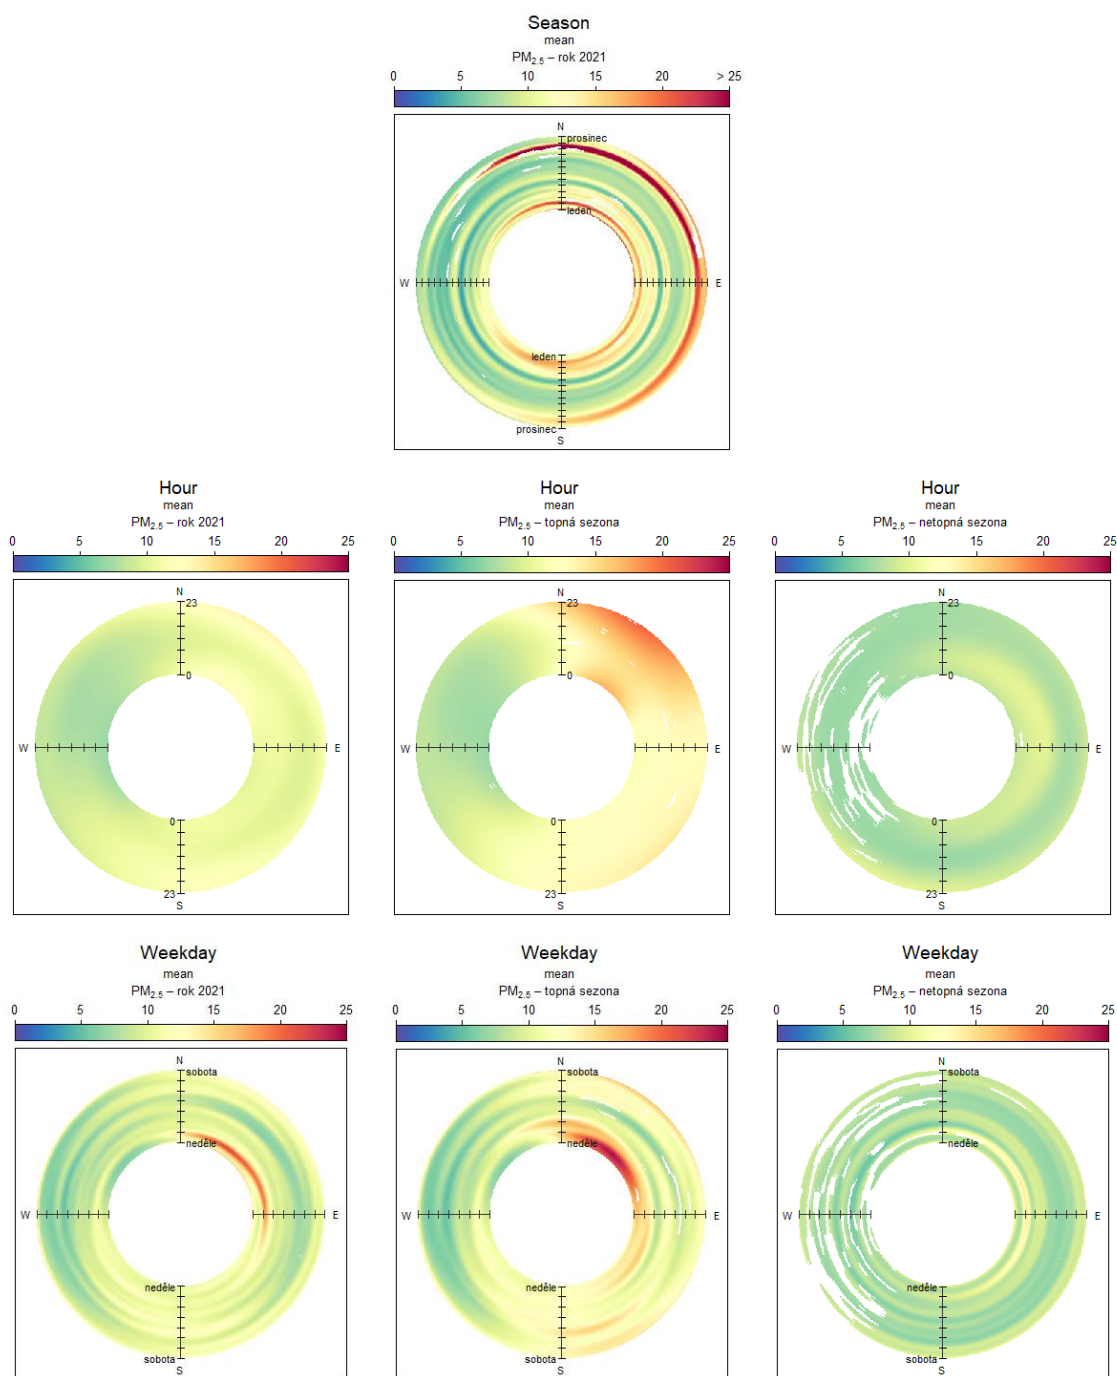 Season
mean
PM2.5 – rok 2021
0 5 10 15 20 > 25
N
prosinec
leden
W E
leden
prosinec
S
Hour Hour Hour
mean mean mean
PM2.5 – rok 2021 PM2.5 – topná sezona PM2.5 – netopná sezona
0 5 10 15 20 25 0 5 10 15 20 25 0 5 10 15 20 25
N N N
23 23 23
0 0 0
W E W E W E
0 0 0
23 23 23
S S S
Weekday Weekday Weekday
mean mean mean
PM2.5 – rok 2021 PM2.5 – topná sezona PM2.5 – netopná sezona
0 5 10 15 20 25 0 5 10 15 20 25 0 5 10 15 20 25
N N N
sobota sobota sobota
neděle neděle neděle
W E W E W E
neděle neděle neděle
sobota sobota sobota
S S S